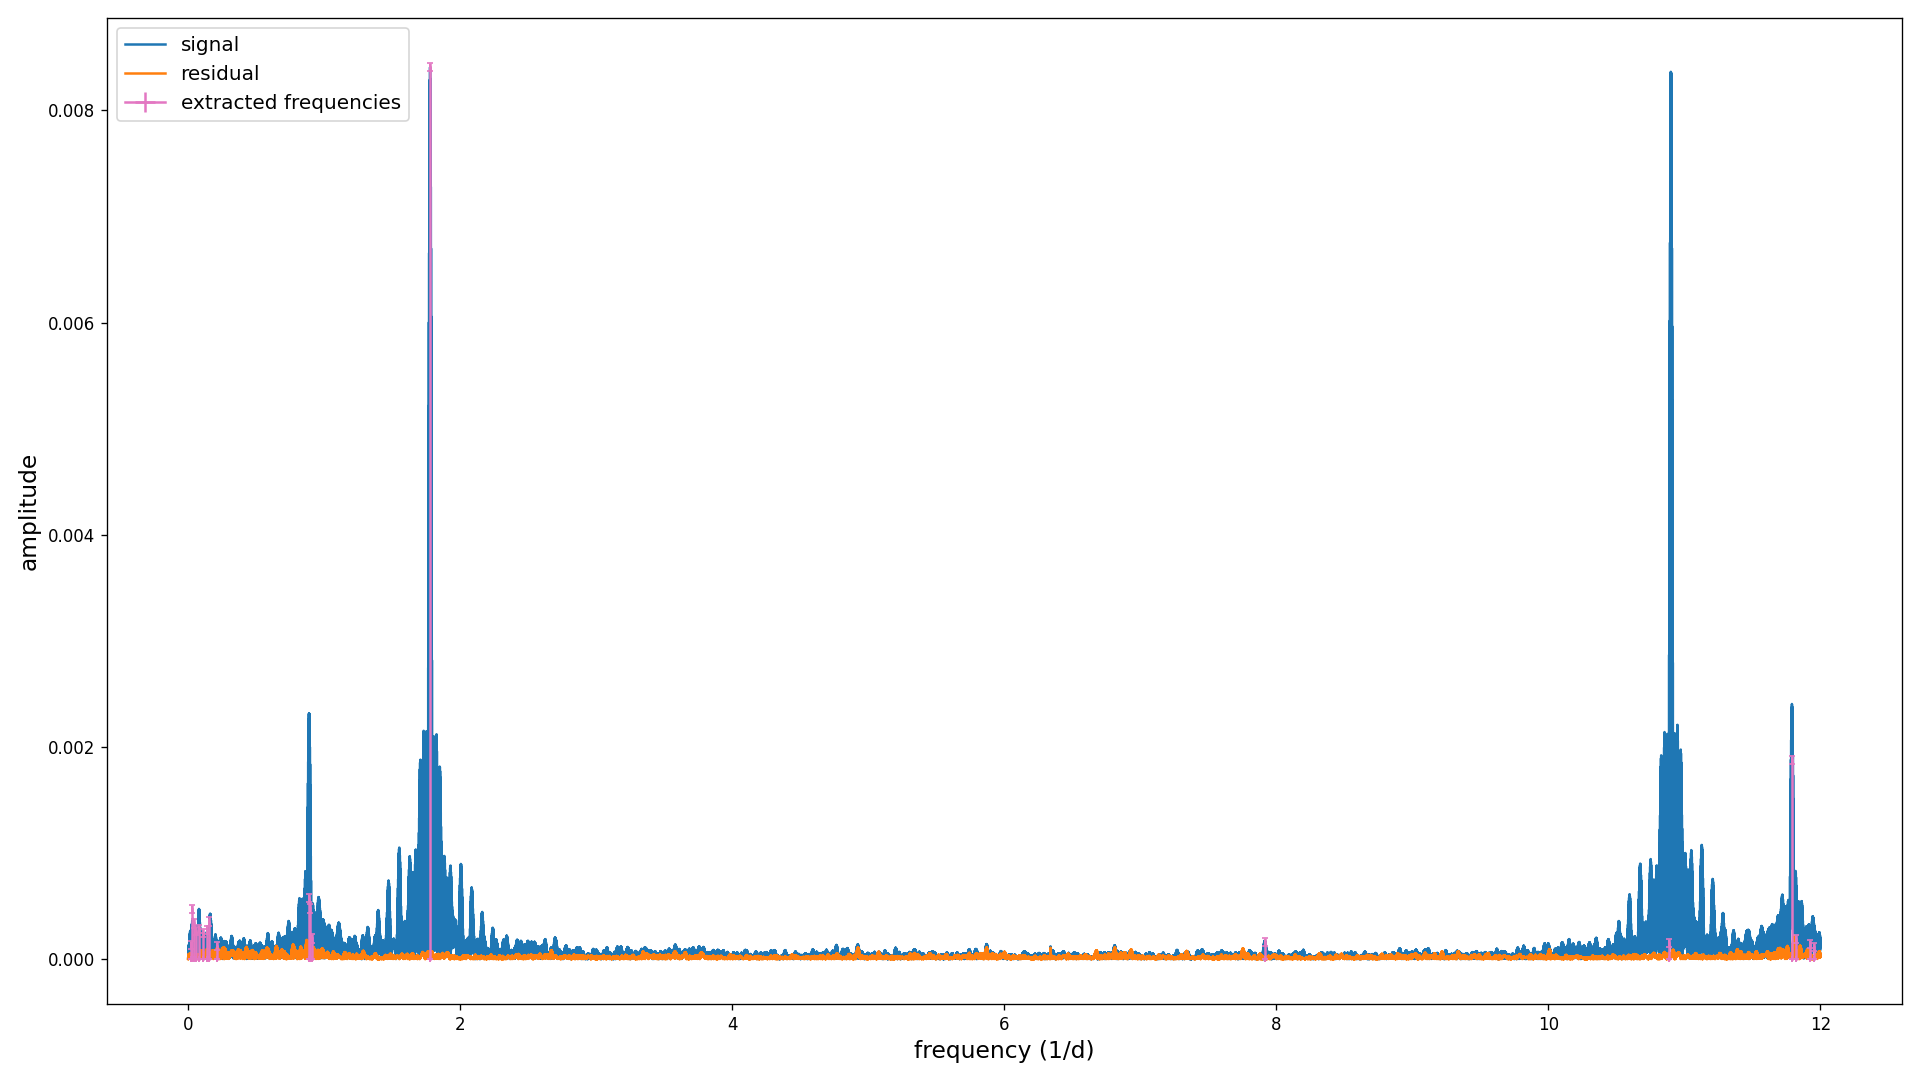 signal
residual
extracted frequencies
0.008
0.006
0.004
0.002
0.000
amplitude
0 2 4 6 8 10 12
frequency (1/d)